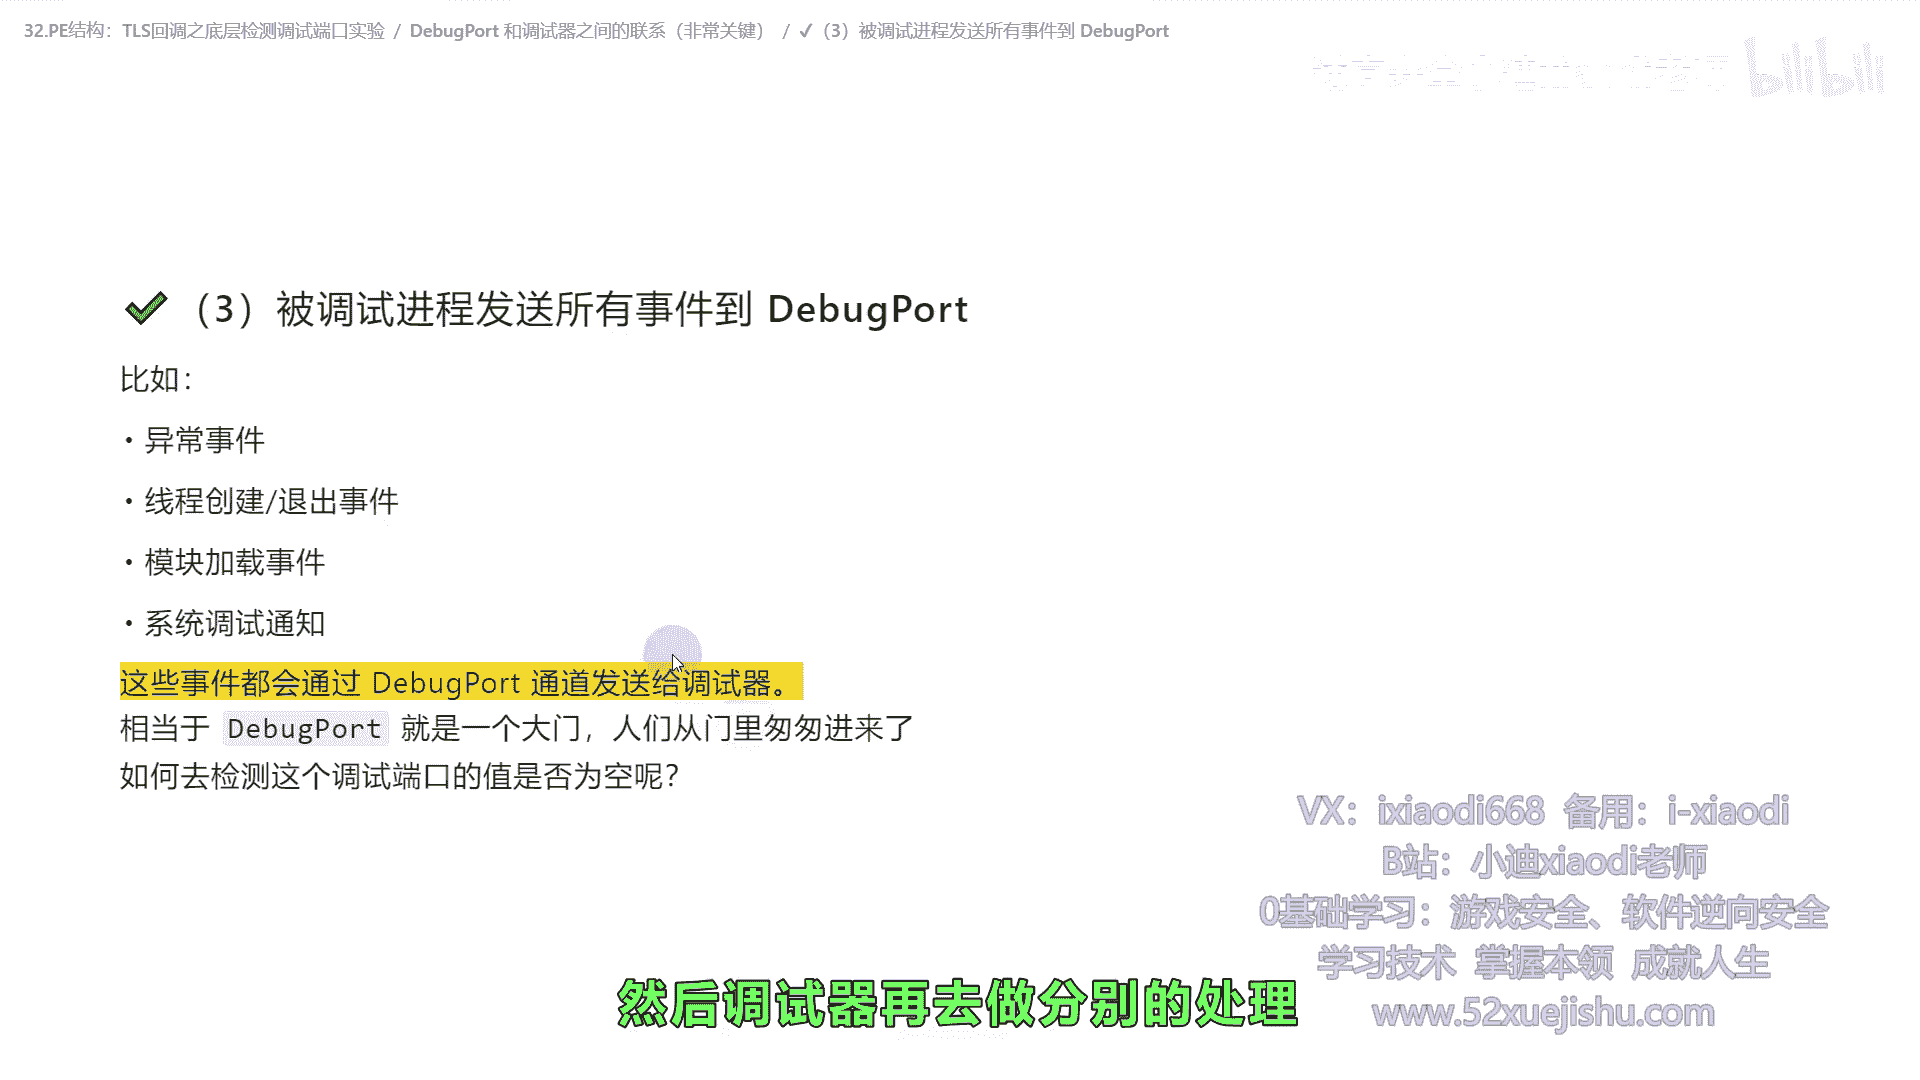 32.PE结构：TLS回调之底层检测调试端口实验 / DebugPort 和调试器之间的联系（非常关键） / ✓（3）被调试进程发送所有事件到 DebugPort
bilibili
✓（3）被调试进程发送所有事件到 DebugPort
比如：
• 异常事件
• 线程创建/退出事件
• 模块加载事件
• 系统调试通知
这些事件都会通过 DebugPort 通道发送给调试器。
相当于 DebugPort 就是一个大门，人们从门里匆匆进来了
如何去检测这个调试端口的值是否为空呢？
VX：ixiaodi668 备用：i-xiaodi
B站：小迪xiaodi老师
0基础学习：游戏安全、软件逆向安全
学习技术 掌握本领 成就人生
www.52xuejishu.com
然后调试器再去做分别的处理